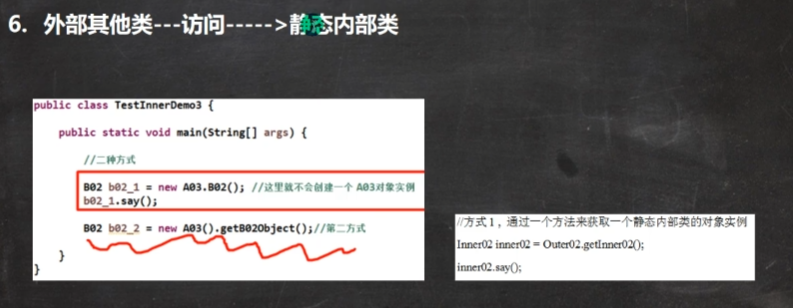 6. 外部其他类---访问----->静态内部类
public class TestInnerDemo3 {
public static void main(String[] args) {
//二种方式
B02 b02_1 = new A03.B02(); //这里就不会创建一个 A03对象实例
b02_1.say();
B02 b02_2 = new A03().getB02Object();//第二方式
}
}
//方式 1，通过一个方法来获取一个静态内部类的对象实例
Inner02 inner02 = Outer02.getInner02();
inner02.say();